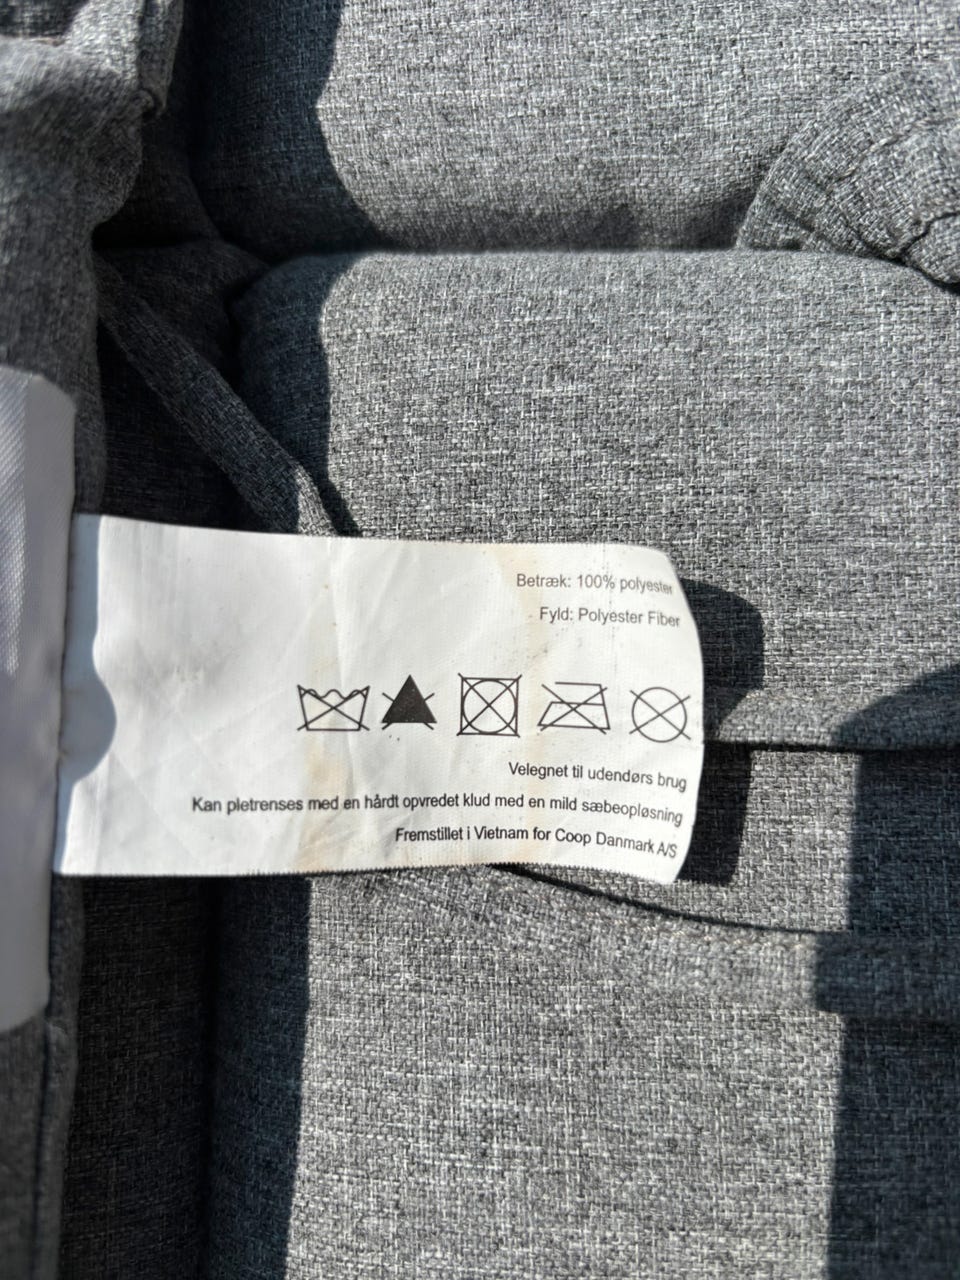 Betræk: 100% polyester
Fyld: Polyester Fiber
Velegnet til udendørs brug
Kan pletrenses med en hårdt opvredet klud med en mild sæbeopløsning
Fremstillet i Vietnam for Coop Danmark A/S